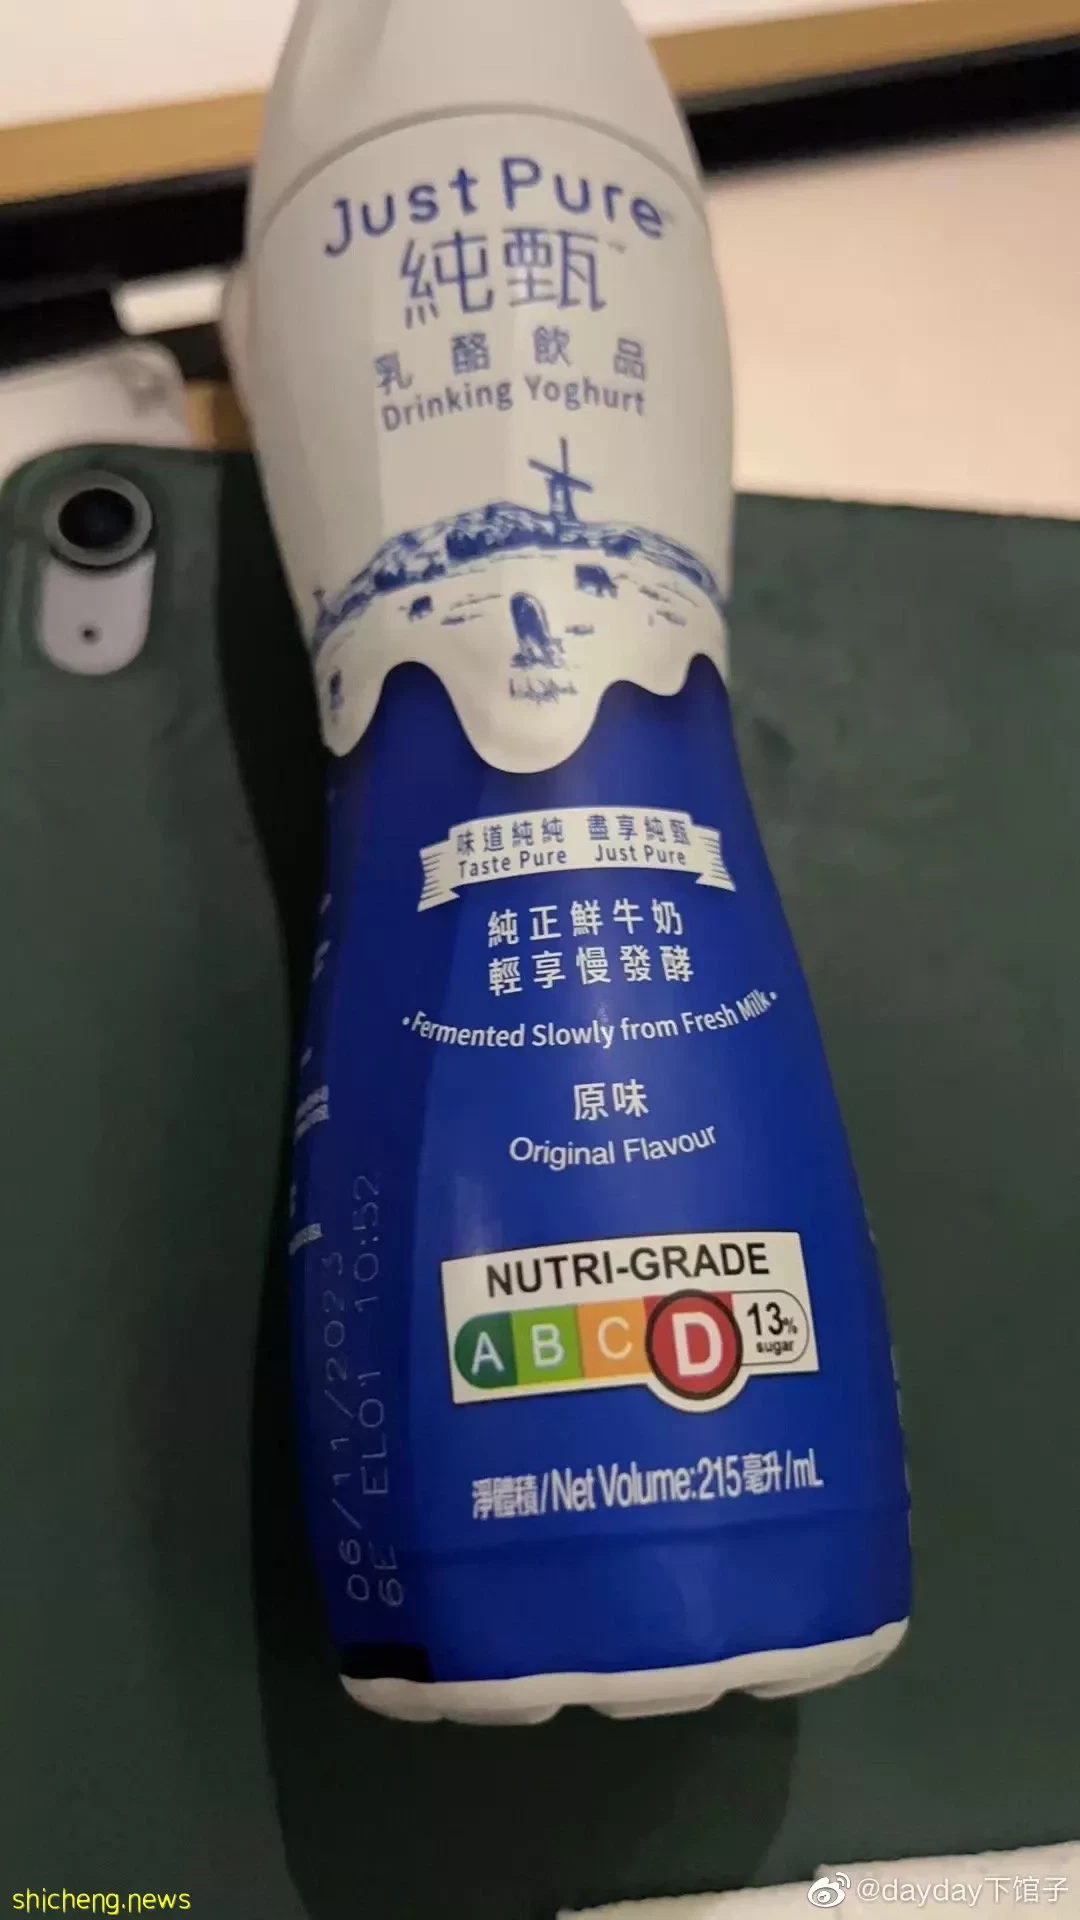 Just Pure
純甄™
乳酪飲品
Drinking Yoghurt
味道純純 盡享純甄
Taste Pure Just Pure
純正鮮牛奶
輕享慢發酵
•Fermented Slowly from Fresh Milk•
原味
Original Flavour
NUTRI-GRADE
A B C D 13% sugar
淨體積/Net Volume:215毫升/mL
06/11/2023
6E EL01 10:52
shicheng.news
@dayday下馆子